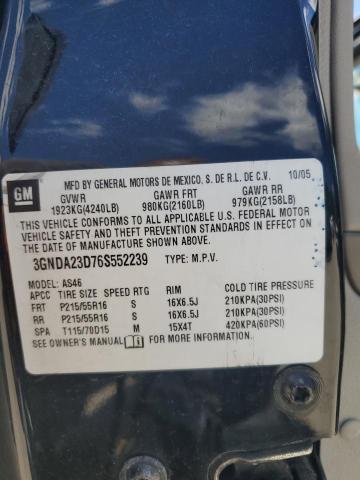 GM
MFD BY GENERAL MOTORS DE MEXICO, S. DE R.L. DE C.V. 10/05
GVWR GAWR FRT GAWR RR
1923KG(4240LB) 980KG(2160LB) 979KG(2158LB)
THIS VEHICLE CONFORMS TO ALL APPLICABLE U.S. FEDERAL MOTOR
VEHICLE SAFETY AND THEFT PREVENTION STANDARDS IN EFFECT ON
THE DATE OF MANUFACTURE SHOWN ABOVE.
3GNDA23D76S552239 TYPE: M.P.V.
MODEL: AS46
APCC TIRE SIZE SPEED RTG RIM COLD TIRE PRESSURE
FRT P215/55R16 S 16X6.5J 210KPA(30PSI)
RR P215/55R16 S 16X6.5J 210KPA(30PSI)
SPA T115/70D15 M 15X4T 420KPA(60PSI)
SEE OWNER'S MANUAL FOR MORE INFORMATION